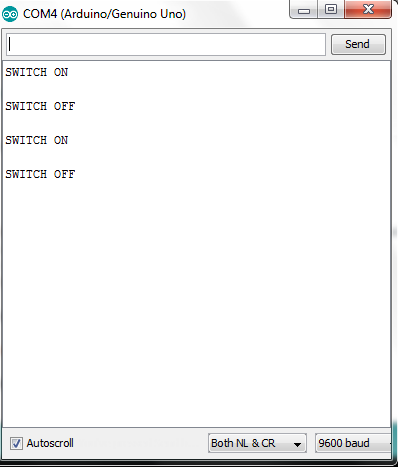 COM4 (Arduino/Genuino Uno)
Send
SWITCH ON
SWITCH OFF
SWITCH ON
SWITCH OFF
Autoscroll
Both NL & CR
9600 baud